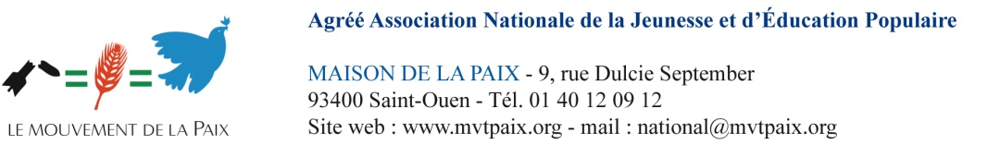 Agréé Association Nationale de la Jeunesse et d’Éducation Populaire
MAISON DE LA PAIX - 9, rue Dulcie September
93400 Saint-Ouen - Tél. 01 40 12 09 12
Site web : www.mvtpaix.org - mail : national@mvtpaix.org
LE MOUVEMENT DE LA PAIX